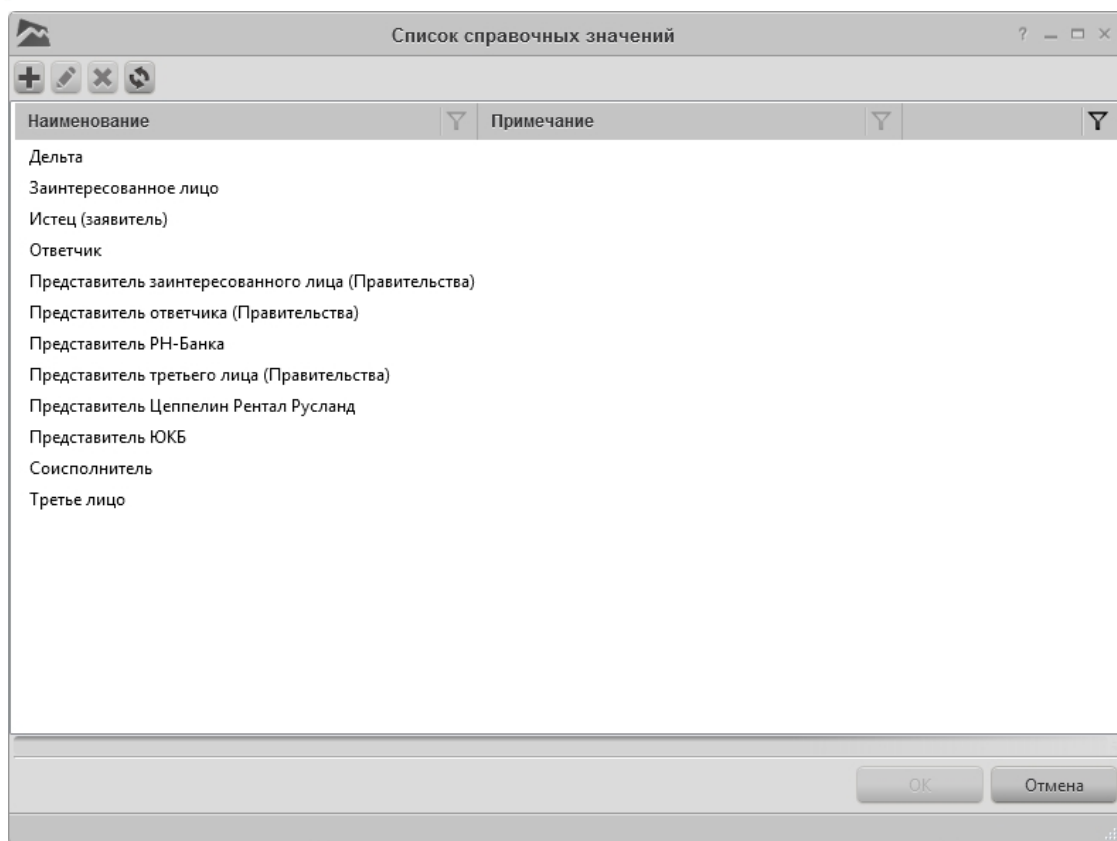 Список справочных значений
Наименование
Примечание
Дельта
Заинтересованное лицо
Истец (заявитель)
Ответчик
Представитель заинтересованного лица (Правительства)
Представитель ответчика (Правительства)
Представитель РН-Банка
Представитель третьего лица (Правительства)
Представитель Цеппелин Рентал Русланд
Представитель ЮКБ
Соисполнитель
Третье лицо
ОК
Отмена